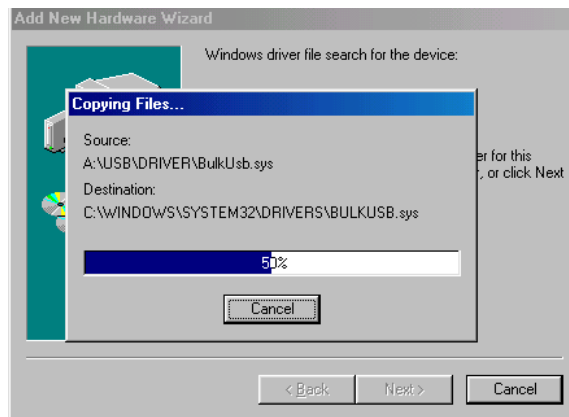 Add New Hardware Wizard
Windows driver file search for the device:
Copying Files...
Source:
A:\USB\DRIVER\BulkUsb.sys
Destination:
C:\WINDOWS\SYSTEM32\DRIVERS\BULKUSB.sys
er for this
, or click Next
50%
Cancel
< Back
Next >
Cancel